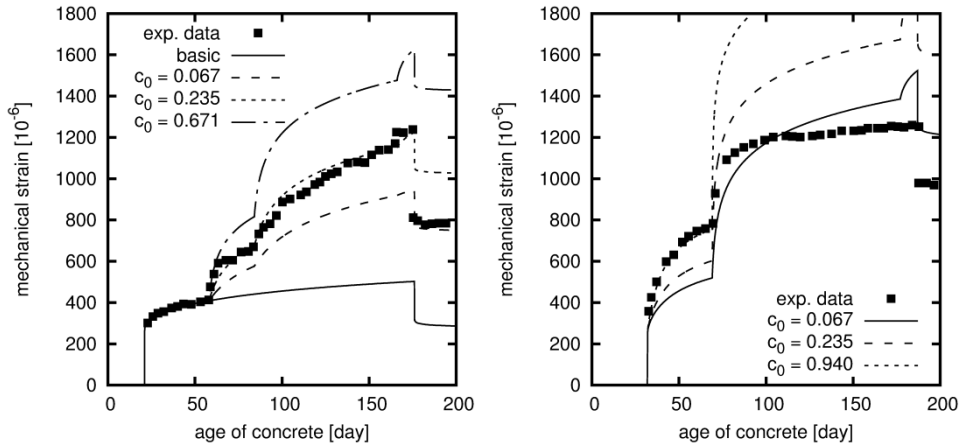 1800
1600
1400
1200
1000
800
600
400
200
0
mechanical strain [10-6]
exp. data
basic
c0 = 0.067
c0 = 0.235
c0 = 0.671
0 50 100 150 200
age of concrete [day]
1800
1600
1400
1200
1000
800
600
400
200
0
mechanical strain [10-6]
exp. data
c0 = 0.067
c0 = 0.235
c0 = 0.940
0 50 100 150 200
age of concrete [day]